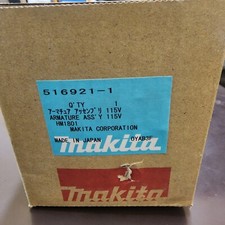 516921-1
Q'TY 1
アーマチュア アッセンブリ 115V
ARMATURE ASS'Y 115V
HM1801
MAKITA CORPORATION
MADE IN JAPAN
makita
makita